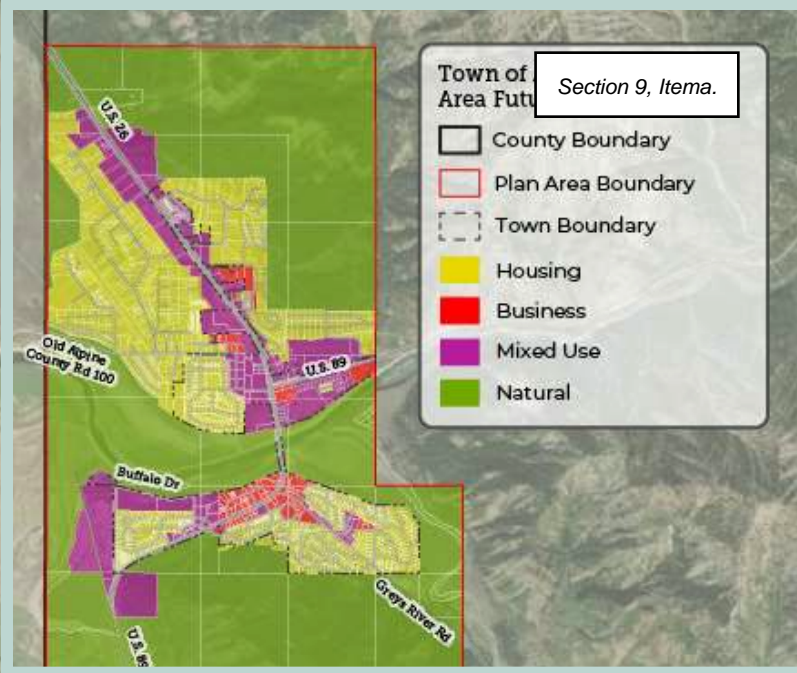 Town of
Area Futu
Section 9, Itema.
County Boundary
Plan Area Boundary
Town Boundary
Housing
Business
Mixed Use
Natural
U.S. 26
Old Alpine
County Rd 100
U.S. 89
Buffalo Dr
Greys River Rd
U.S. 89